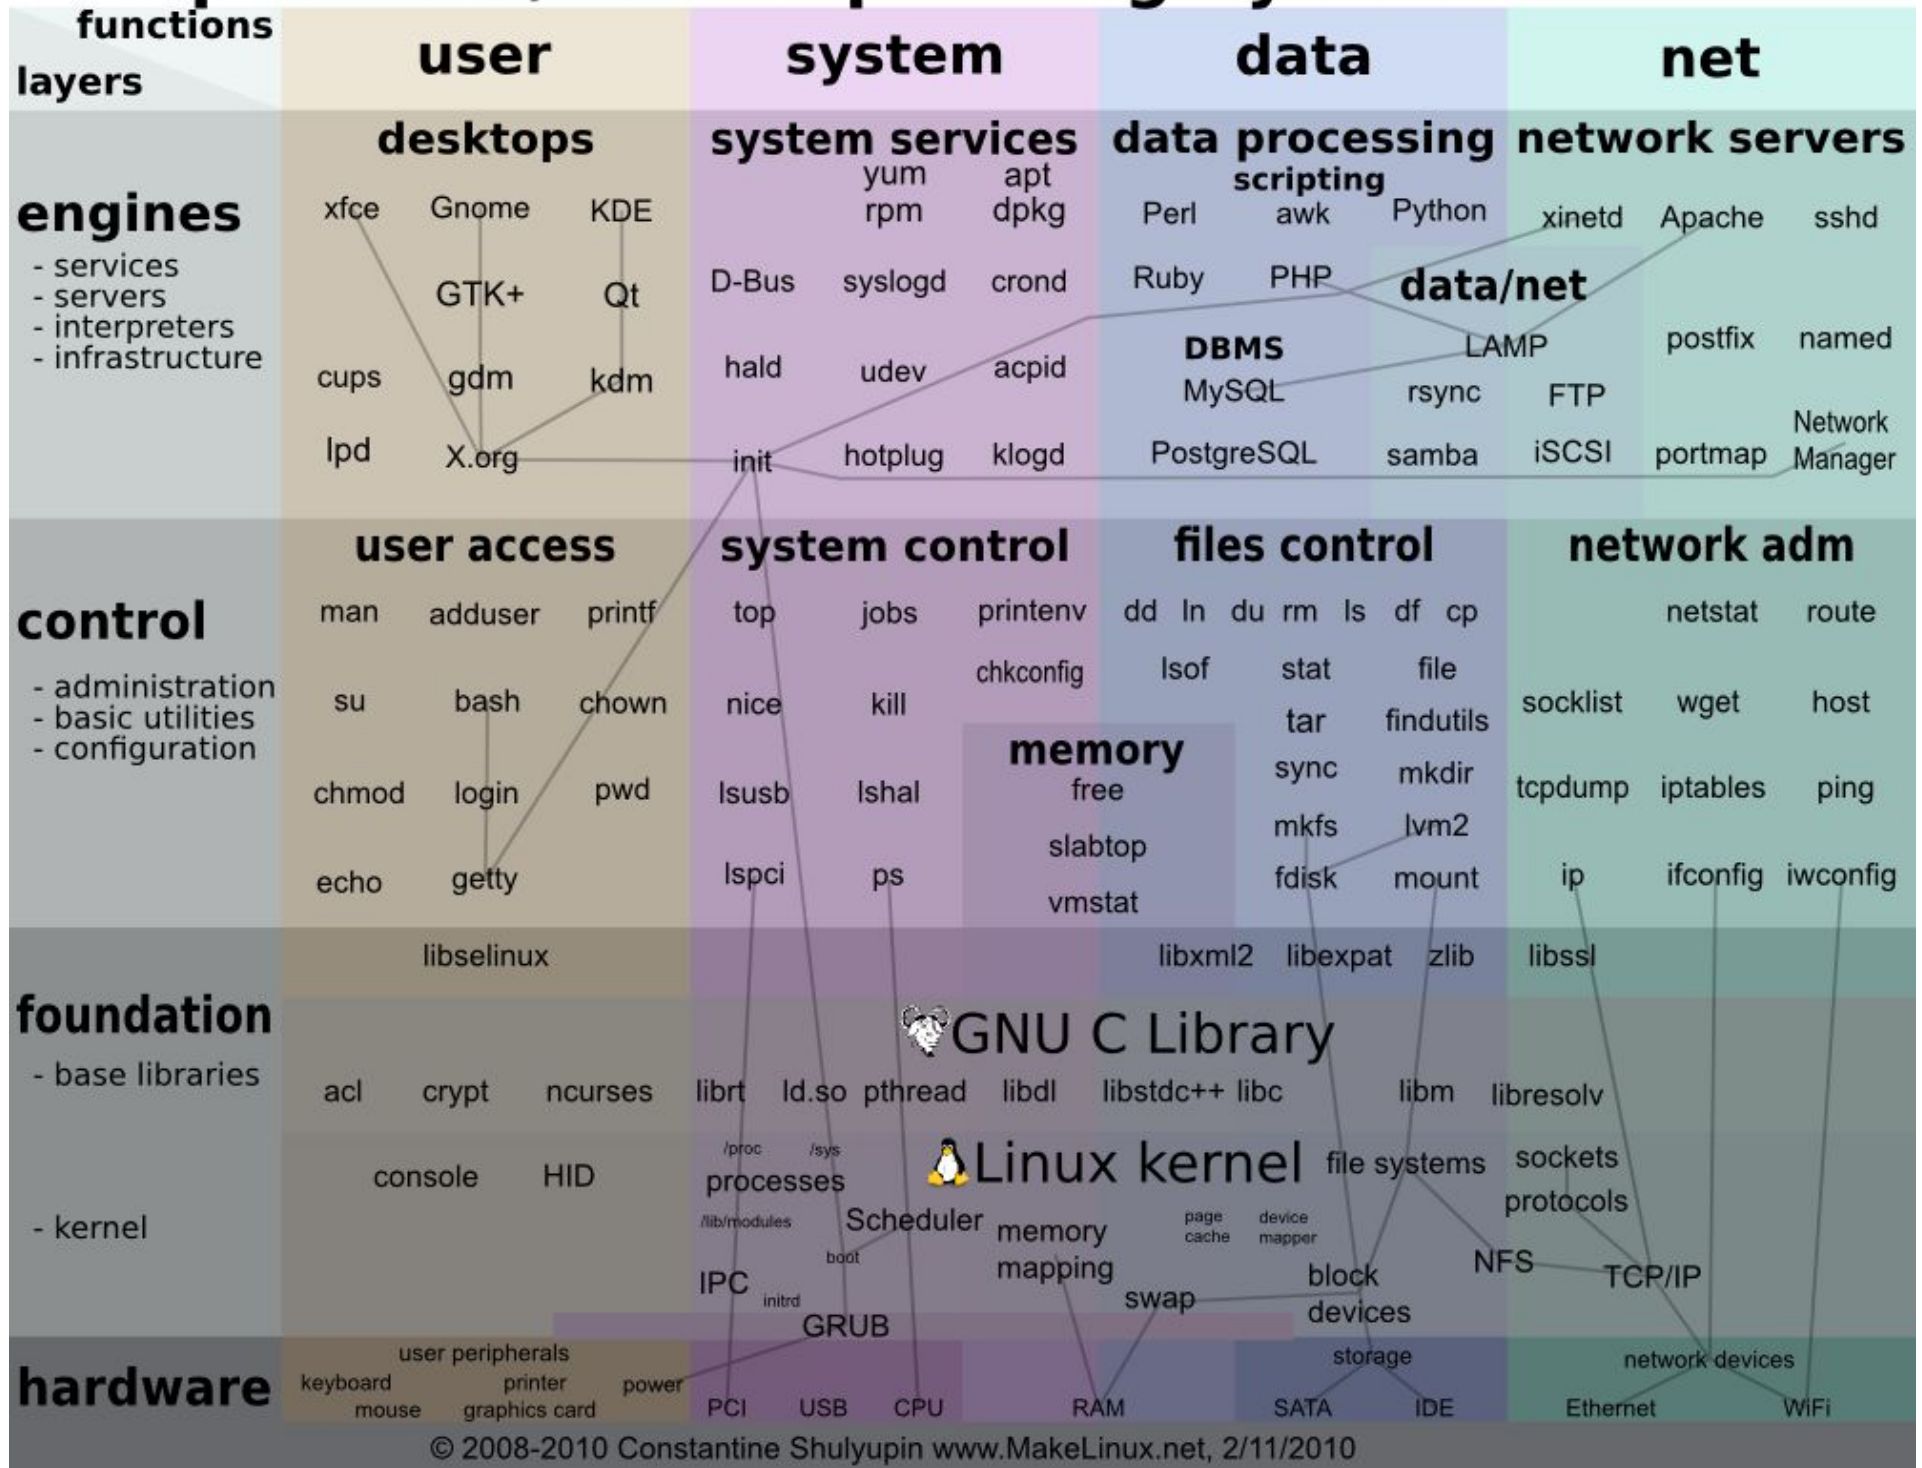 functions
layers
user system data net
desktops system services data processing network servers
yum apt scripting
engines xfce Gnome KDE rpm dpkg Perl awk Python xinetd Apache sshd
- services
- servers
- interpreters
- infrastructure
GTK+ Qt D-Bus syslogd crond Ruby PHP data/net
DBMS LAMP postfix named
cups gdm kdm hald udev acpid MySQL rsync FTP
Network
lpd X.org init hotplug klogd PostgreSQL samba iSCSI portmap Manager
user access system control files control network adm
control man adduser printf top jobs printenv dd ln du rm ls df cp netstat route
- administration
- basic utilities
- configuration
chkconfig lsof stat file
su bash chown nice kill tar findutils socklist wget host
memory
sync mkdir
chmod login pwd lsusb lshal free tcpdump iptables ping
mkfs lvm2
slabtop
echo getty lspci ps fdisk mount ip ifconfig iwconfig
vmstat
libselinux libxml2 libexpat zlib libssl
foundation
GNU C Library
- base libraries
acl crypt ncurses librt ld.so pthread libdl libstdc++ libc libm libresolv
/proc /sys
console HID processes Linux kernel file systems sockets
protocols
- kernel
/lib/modules Scheduler memory page device
mapping cache mapper
boot
IPC initrd swap block NFS TCP/IP
devices
GRUB
hardware
user peripherals storage network devices
keyboard printer power
mouse graphics card PCI USB CPU RAM SATA IDE Ethernet WiFi
© 2008-2010 Constantine Shulyupin www.MakeLinux.net, 2/11/2010